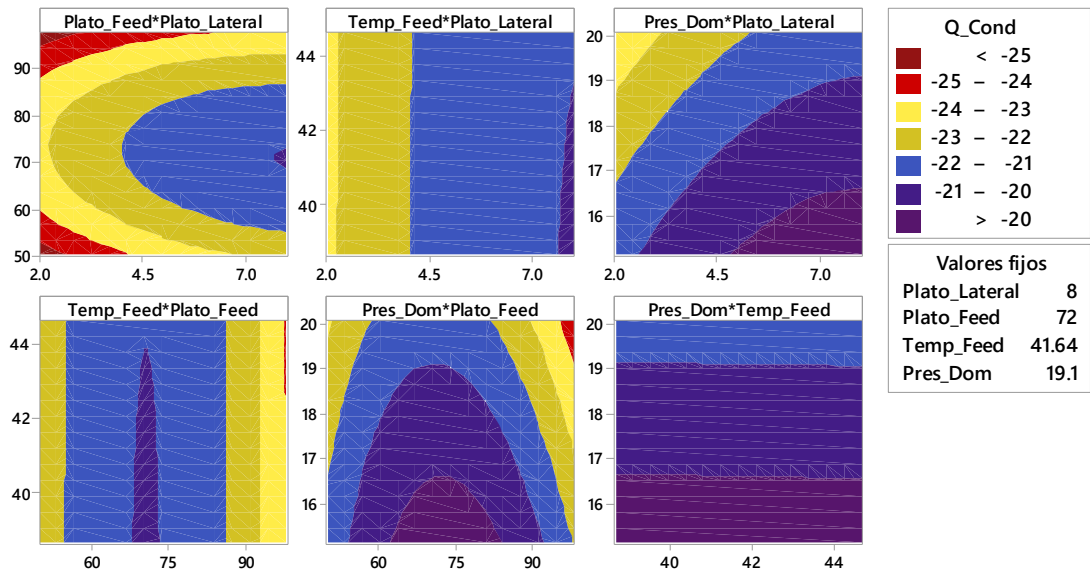 Plato_Feed*Plato_Lateral
90
80
70
60
50
2.0 4.5 7.0
Temp_Feed*Plato_Lateral
44
42
40
2.0 4.5 7.0
Pres_Dom*Plato_Lateral
20
19
18
17
16
2.0 4.5 7.0
Temp_Feed*Plato_Feed
44
42
40
60 75 90
Pres_Dom*Plato_Feed
20
19
18
17
16
60 75 90
Pres_Dom*Temp_Feed
20
19
18
17
16
40 42 44
Q_Cond
< -25
-25 – -24
-24 – -23
-23 – -22
-22 – -21
-21 – -20
> -20
Valores fijos
Plato_Lateral 8
Plato_Feed 72
Temp_Feed 41.64
Pres_Dom 19.1